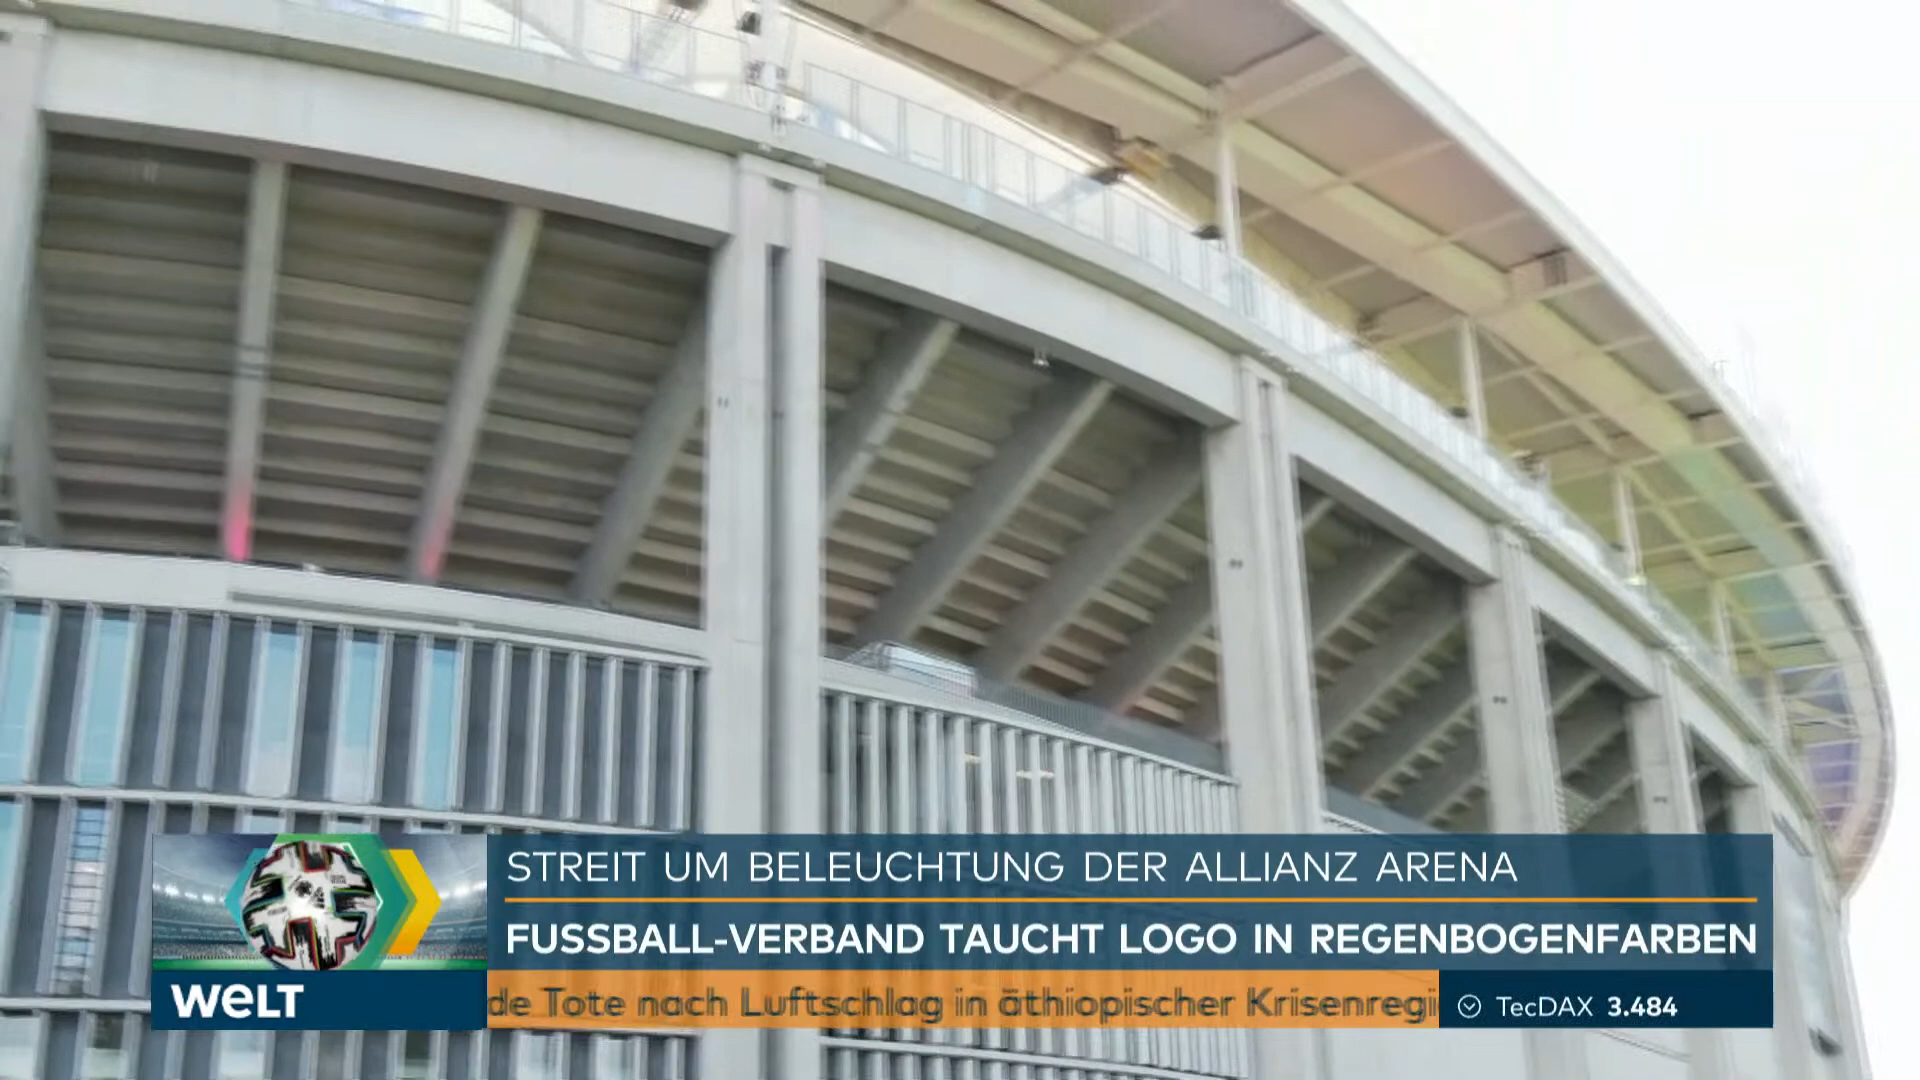 STREIT UM BELEUCHTUNG DER ALLIANZ ARENA
FUSSBALL-VERBAND TAUCHT LOGO IN REGENBOGENFARBEN
WELT
de Tote nach Luftschlag in äthiopischer Krisenregi
TecDAX 3.484